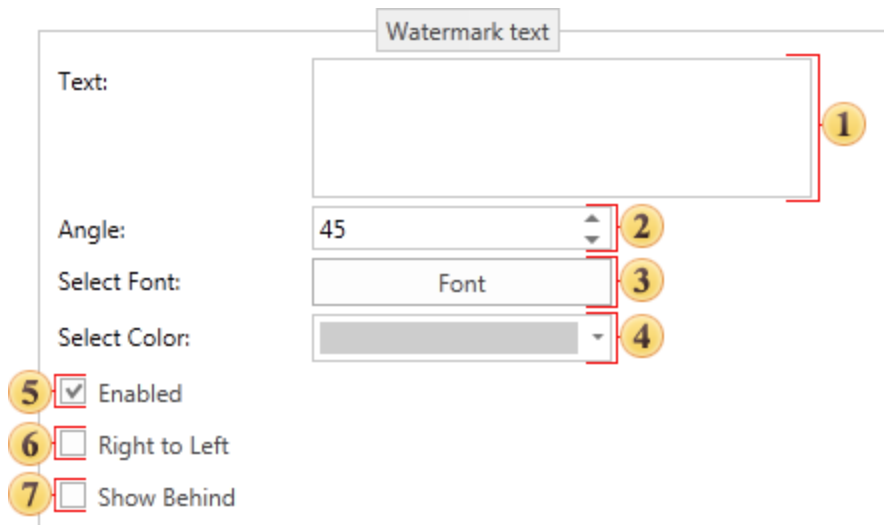 Watermark text
Text:
1
Angle: 45 2
Select Font: Font 3
Select Color: 4
5 Enabled
6 Right to Left
7 Show Behind